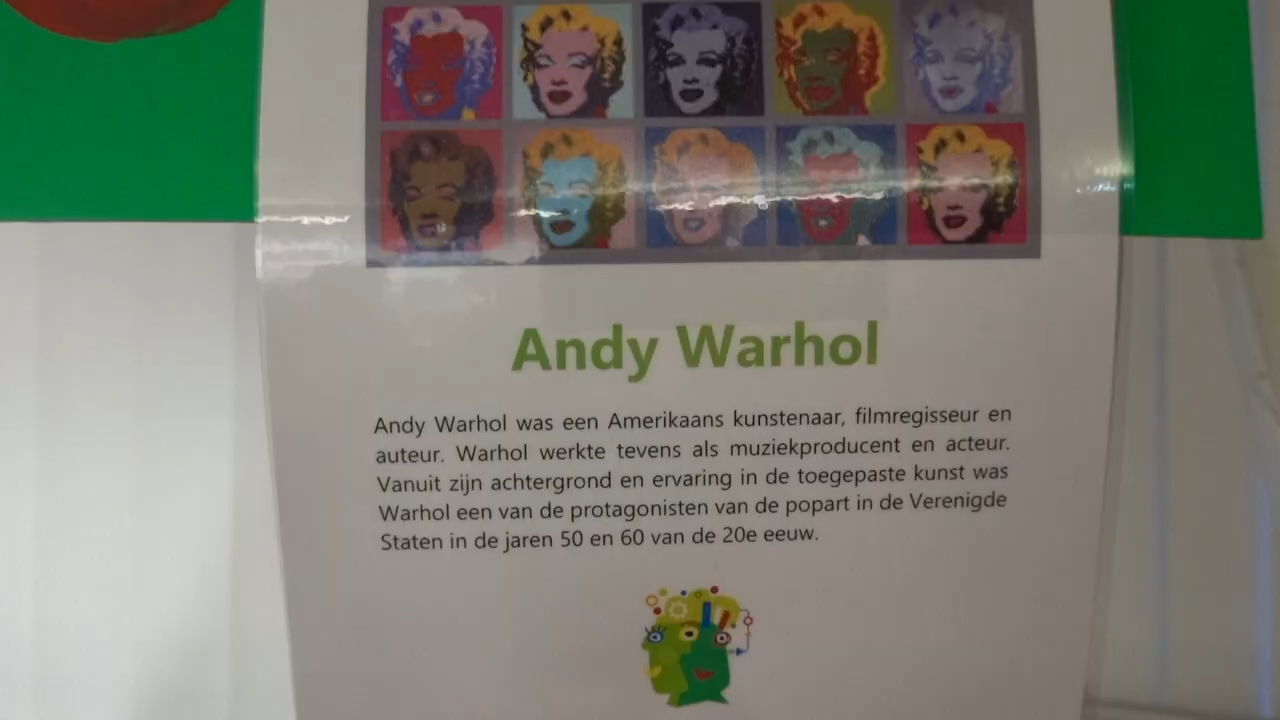 Andy Warhol
Andy Warhol was een Amerikaans kunstenaar, filmregisseur en
auteur. Warhol werkte tevens als muziekproducent en acteur.
Vanuit zijn achtergrond en ervaring in de toegepaste kunst was
Warhol een van de protagonisten van de popart in de Verenigde
Staten in de jaren 50 en 60 van de 20e eeuw.